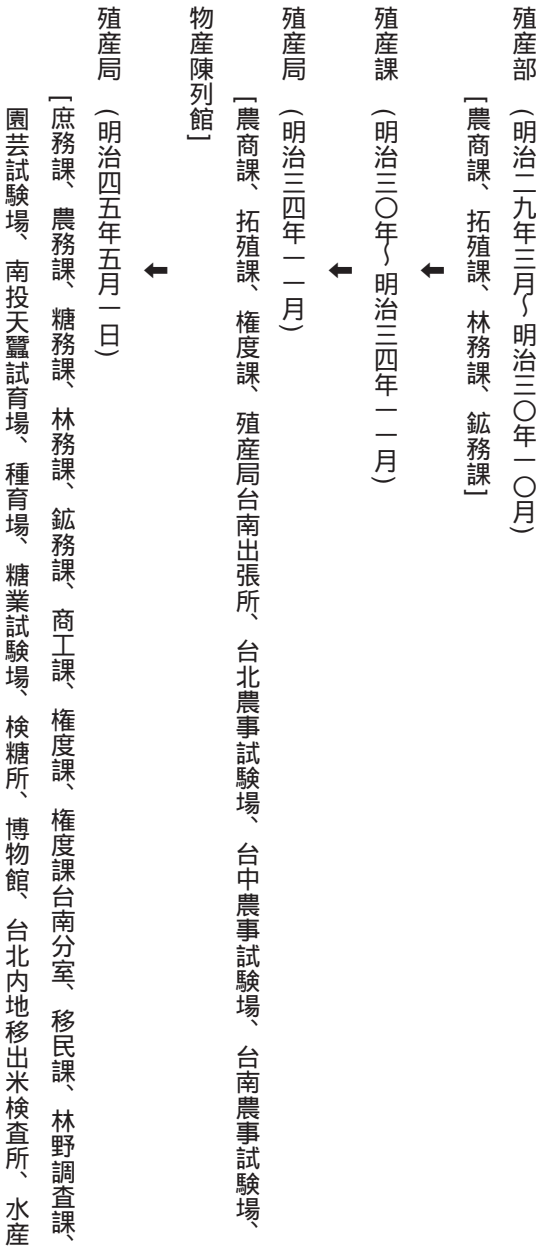 殖産部　(明治二九年三月～明治三〇年一〇月)
[農商課、拓殖課、林務課、鉱務課]
←
殖産課　(明治三〇年～明治三四年一一月)
←
殖産局　(明治三四年一一月)
[農商課、拓殖課、権度課、殖産局台南出張所、台北農事試験場、台中農事試験場、台南農事試験場、
物産陳列館]
←
殖産局　(明治四五年五月一日)
[庶務課、農務課、糖務課、林務課、鉱務課、商工課、権度課、権度課台南分室、移民課、林野調査課、
園芸試験場、南投天蠶試育場、種育場、糖業試験場、検糖所、博物館、台北内地移出米検査所、水産